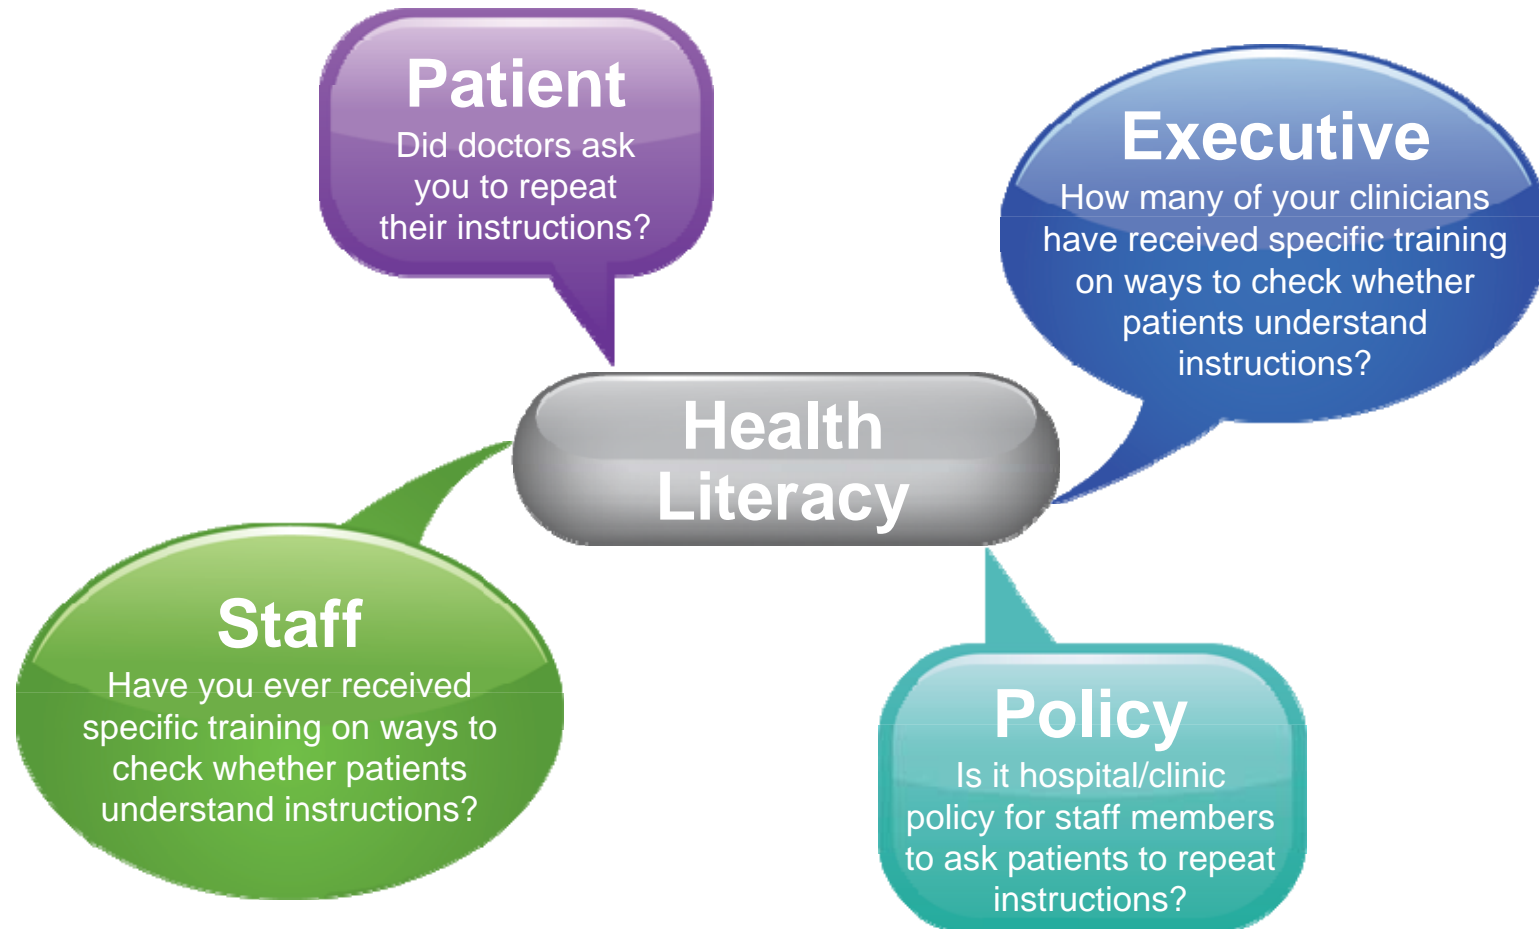 Patient
Did doctors ask
you to repeat
their instructions?
Executive
How many of your clinicians
have received specific training
on ways to check whether
patients understand
instructions?
Health
Literacy
Staff
Have you ever received
specific training on ways to
check whether patients
understand instructions?
Policy
Is it hospital/clinic
policy for staff members
to ask patients to repeat
instructions?